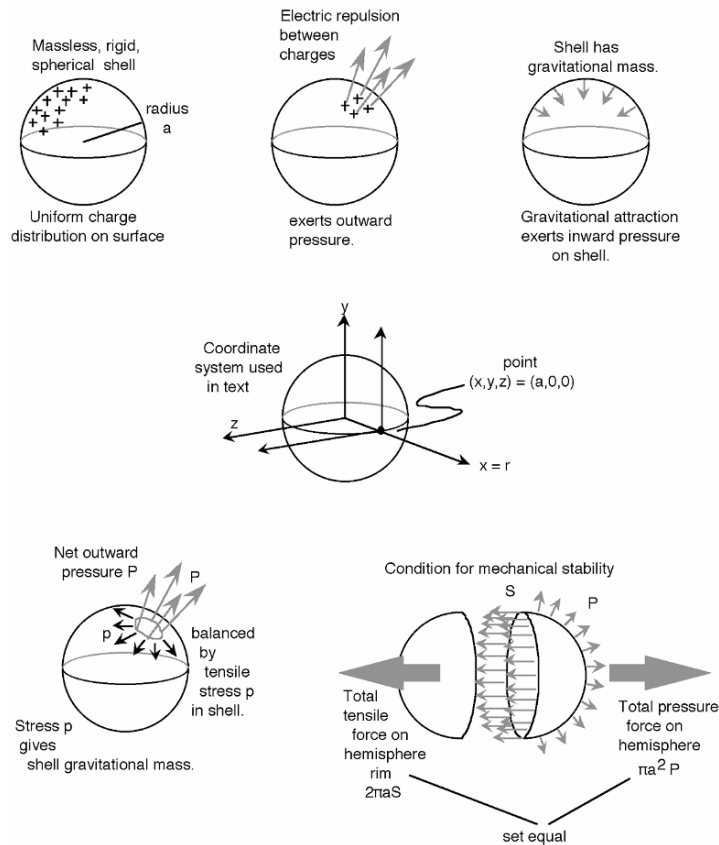 Massless, rigid,
spherical shell
radius
a
Uniform charge
distribution on surface
Electric repulsion
between
charges
exerts outward
pressure.
Shell has
gravitational mass.
Gravitational attraction
exerts inward pressure
on shell.
Coordinate
system used
in text
y
z
x = r
point
(x,y,z) = (a,0,0)
Net outward
pressure P
P
p
balanced
by
tensile
stress p
in shell.
Stress p
gives
shell gravitational mass.
Condition for mechanical stability
S
P
Total
tensile
force on
hemisphere
rim
2πaS
Total pressure
force on
hemisphere
πa² P
set equal